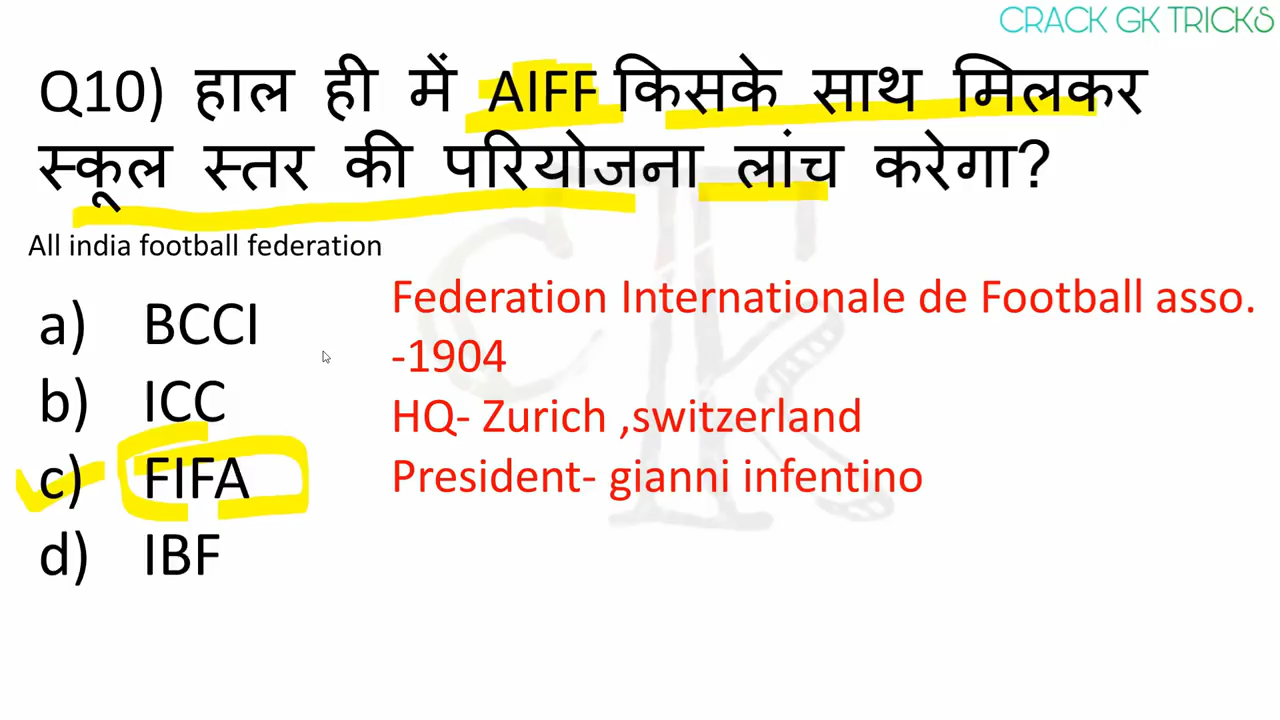 CRACK GK TRICKS
Q10) हाल ही में AIFF किसके साथ मिलकर
स्कूल स्तर की परियोजना लांच करेगा?
All india football federation
a) BCCI
b) ICC
c) FIFA
d) IBF
Federation Internationale de Football asso.
-1904
HQ- Zurich ,switzerland
President- gianni infentino